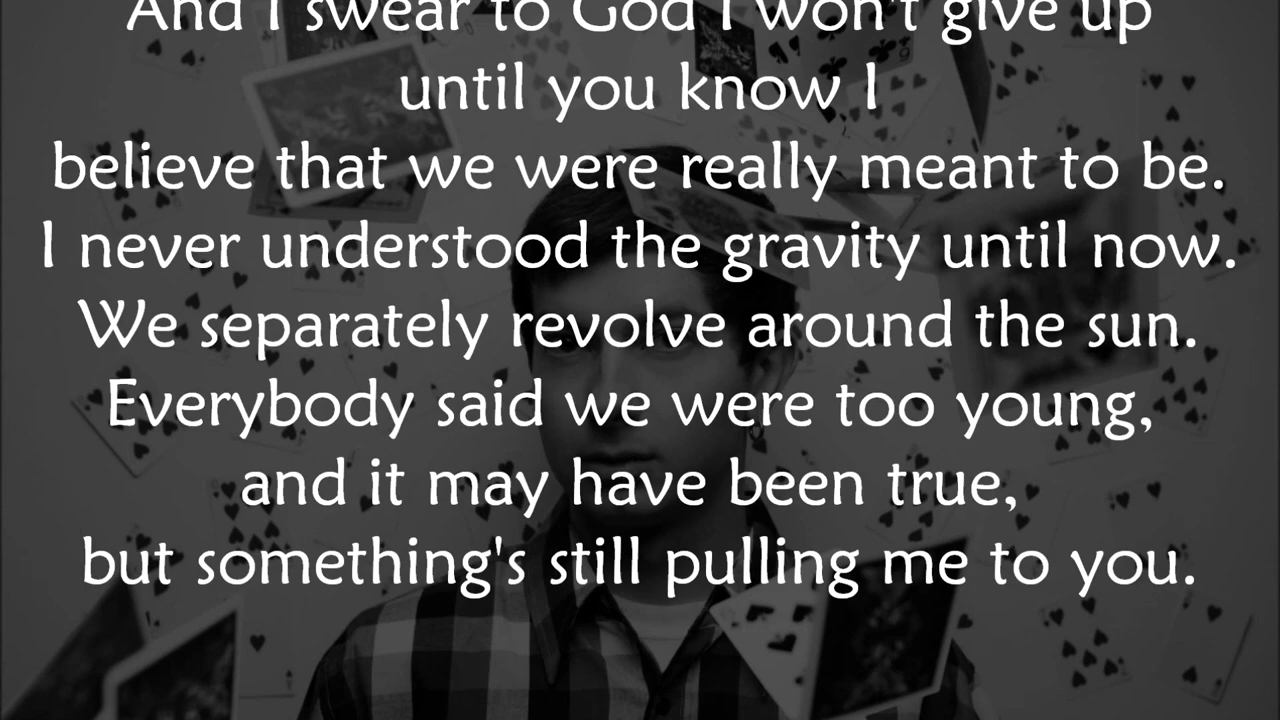 And I swear to God I won't give up
until you know I
believe that we were really meant to be.
I never understood the gravity until now.
We separately revolve around the sun.
Everybody said we were too young,
and it may have been true,
but something's still pulling me to you.